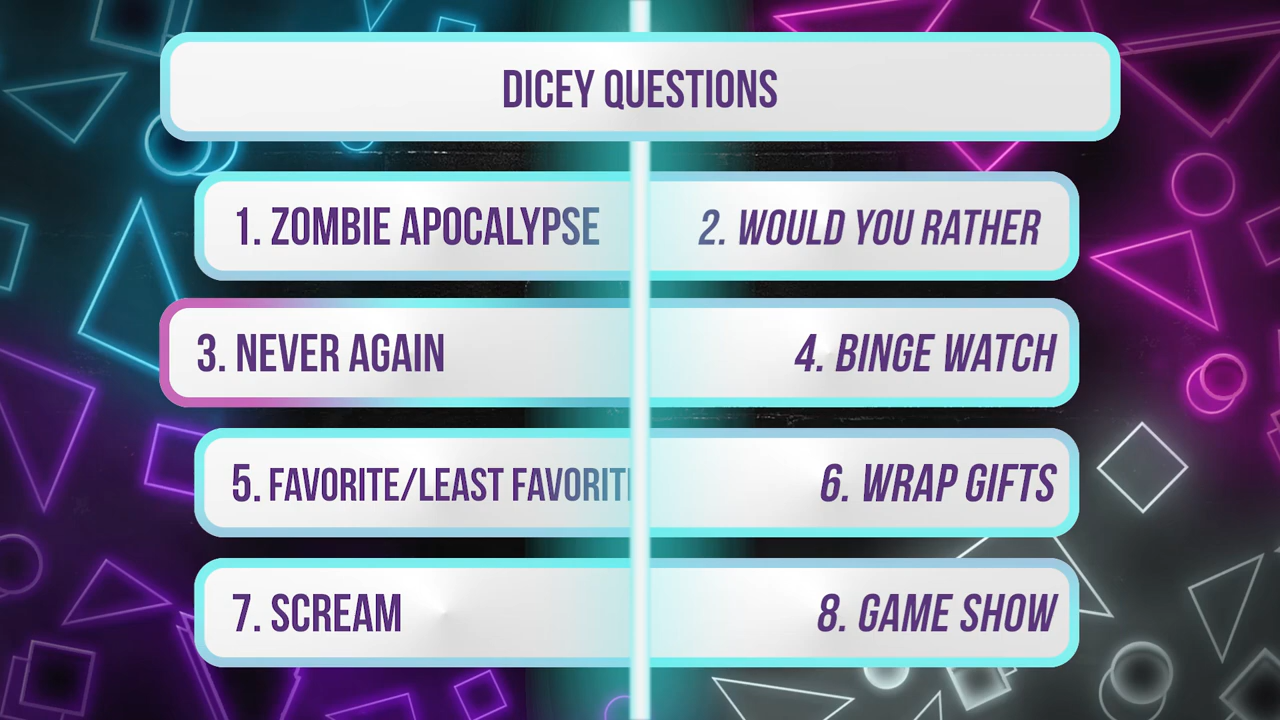 DICEY QUESTIONS
1. ZOMBIE APOCALYPSE
2. WOULD YOU RATHER
3. NEVER AGAIN
4. BINGE WATCH
5. FAVORITE/LEAST FAVORIT
6. WRAP GIFTS
7. SCREAM
8. GAME SHOW